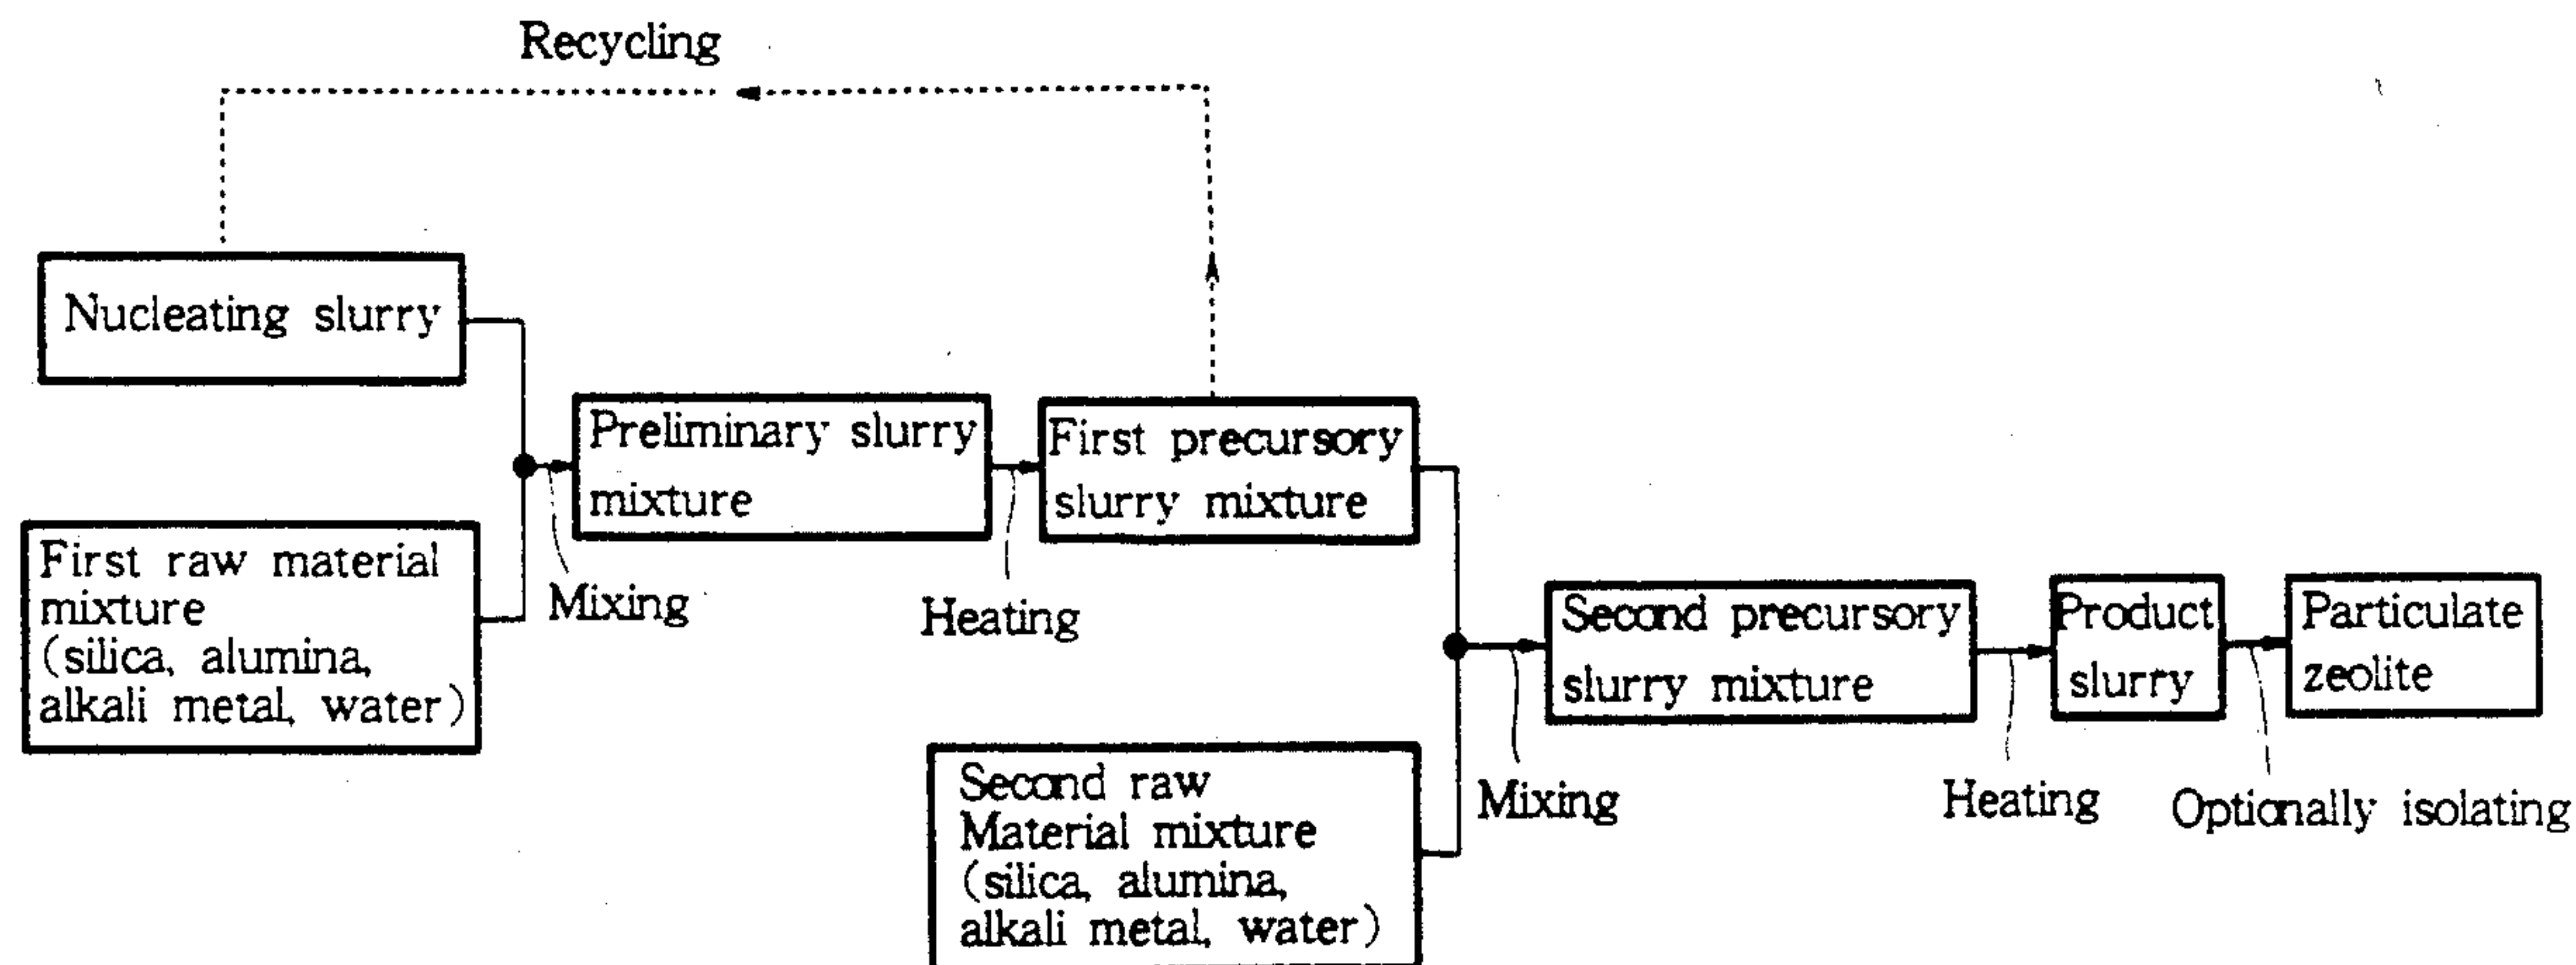 Recycling
Nucleating slurry
First raw material
mixture
(silica, alumina,
alkali metal, water)
Mixing
Preliminary slurry
mixture
Heating
First precursory
slurry mixture
Second raw
Material mixture
(silica, alumina,
alkali metal, water)
Mixing
Second precursory
slurry mixture
Heating
Product
slurry
Optionally isolating
Particulate
zeolite